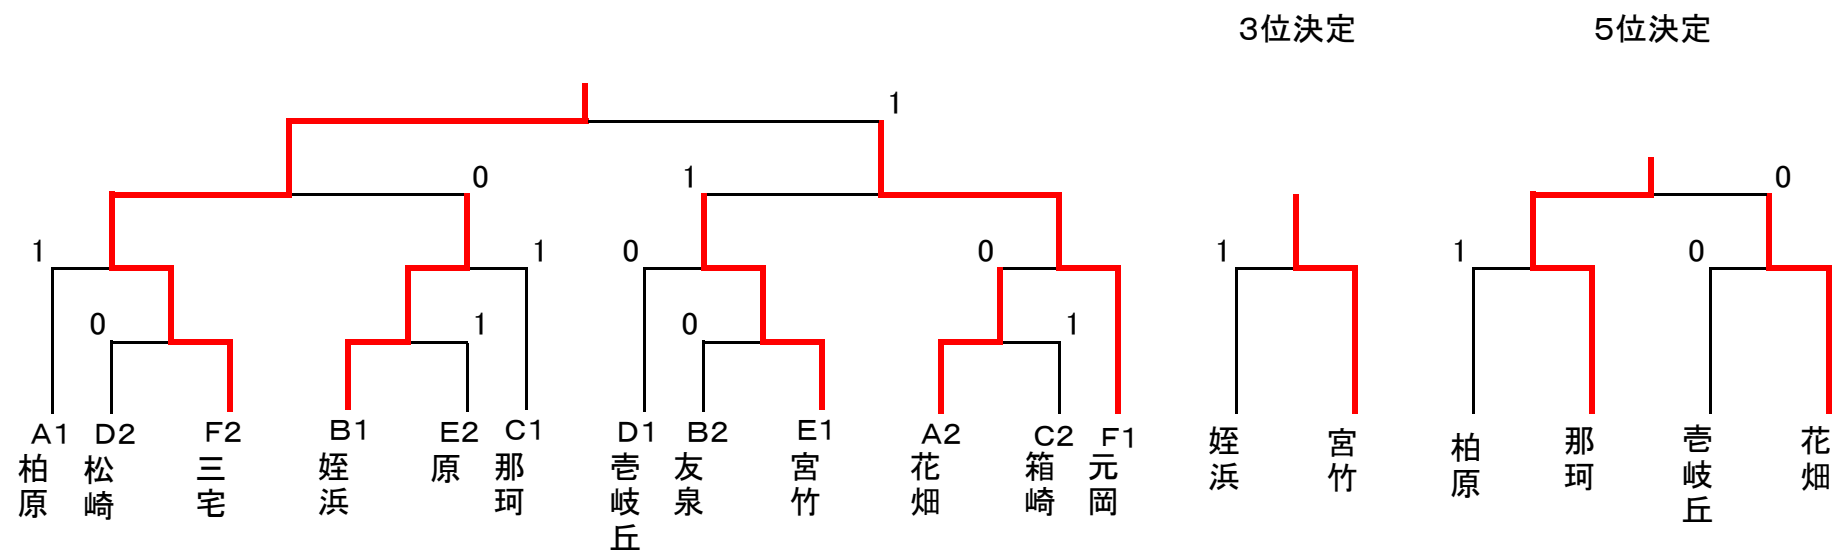 3位決定
5位決定
1
0
1
0
1
1
0
0
1
1
0
0
1
0
1
A1
D2
F2
B1
E2
C1
D1
B2
E1
A2
C2
F1
柏原
松崎
三宅
姪浜
原
那珂
壱岐丘
友泉
宮竹
花畑
箱崎
元岡
姪浜
宮竹
柏原
那珂
壱岐丘
花畑